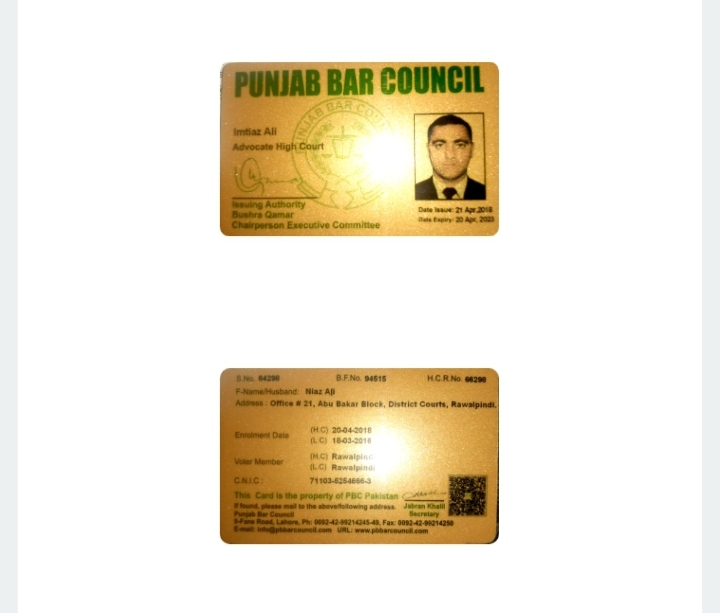 PUNJAB BAR COUNCIL
PUNJAB BAR COU
Imtiaz Ali
Advocate High Court
Issuing Authority
Bushra Qamar
Chairperson Executive Committee
Date Issue: 21 Apr,2018
Date Expiry: 20 Apr, 2023
S.No. 64298
B.F.No. 94515
H.C.R.No. 66290
F-Name/Husband: Niaz Ali
Address : Office # 21, Abu Bakar Block, District Courts, Rawalpindi.
Enrolment Date
(H.C) 20-04-2018
(L.C) 18-03-2016
Voter Member
(H.C) Rawalpindi
(L.C) Rawalpindi
C.N.I.C :
This Card is the property of PBC Pakistan
If found, please mail to the above/following address.
Jabran Khalil
Secretary
Punjab Bar Council
9-Fane Road, Lahore, Ph: 0092-42-99214245-49, Fax: 0092-42-99214250
E-mail: info@pbbarcouncil.com URL: www.pbbarcouncil.com